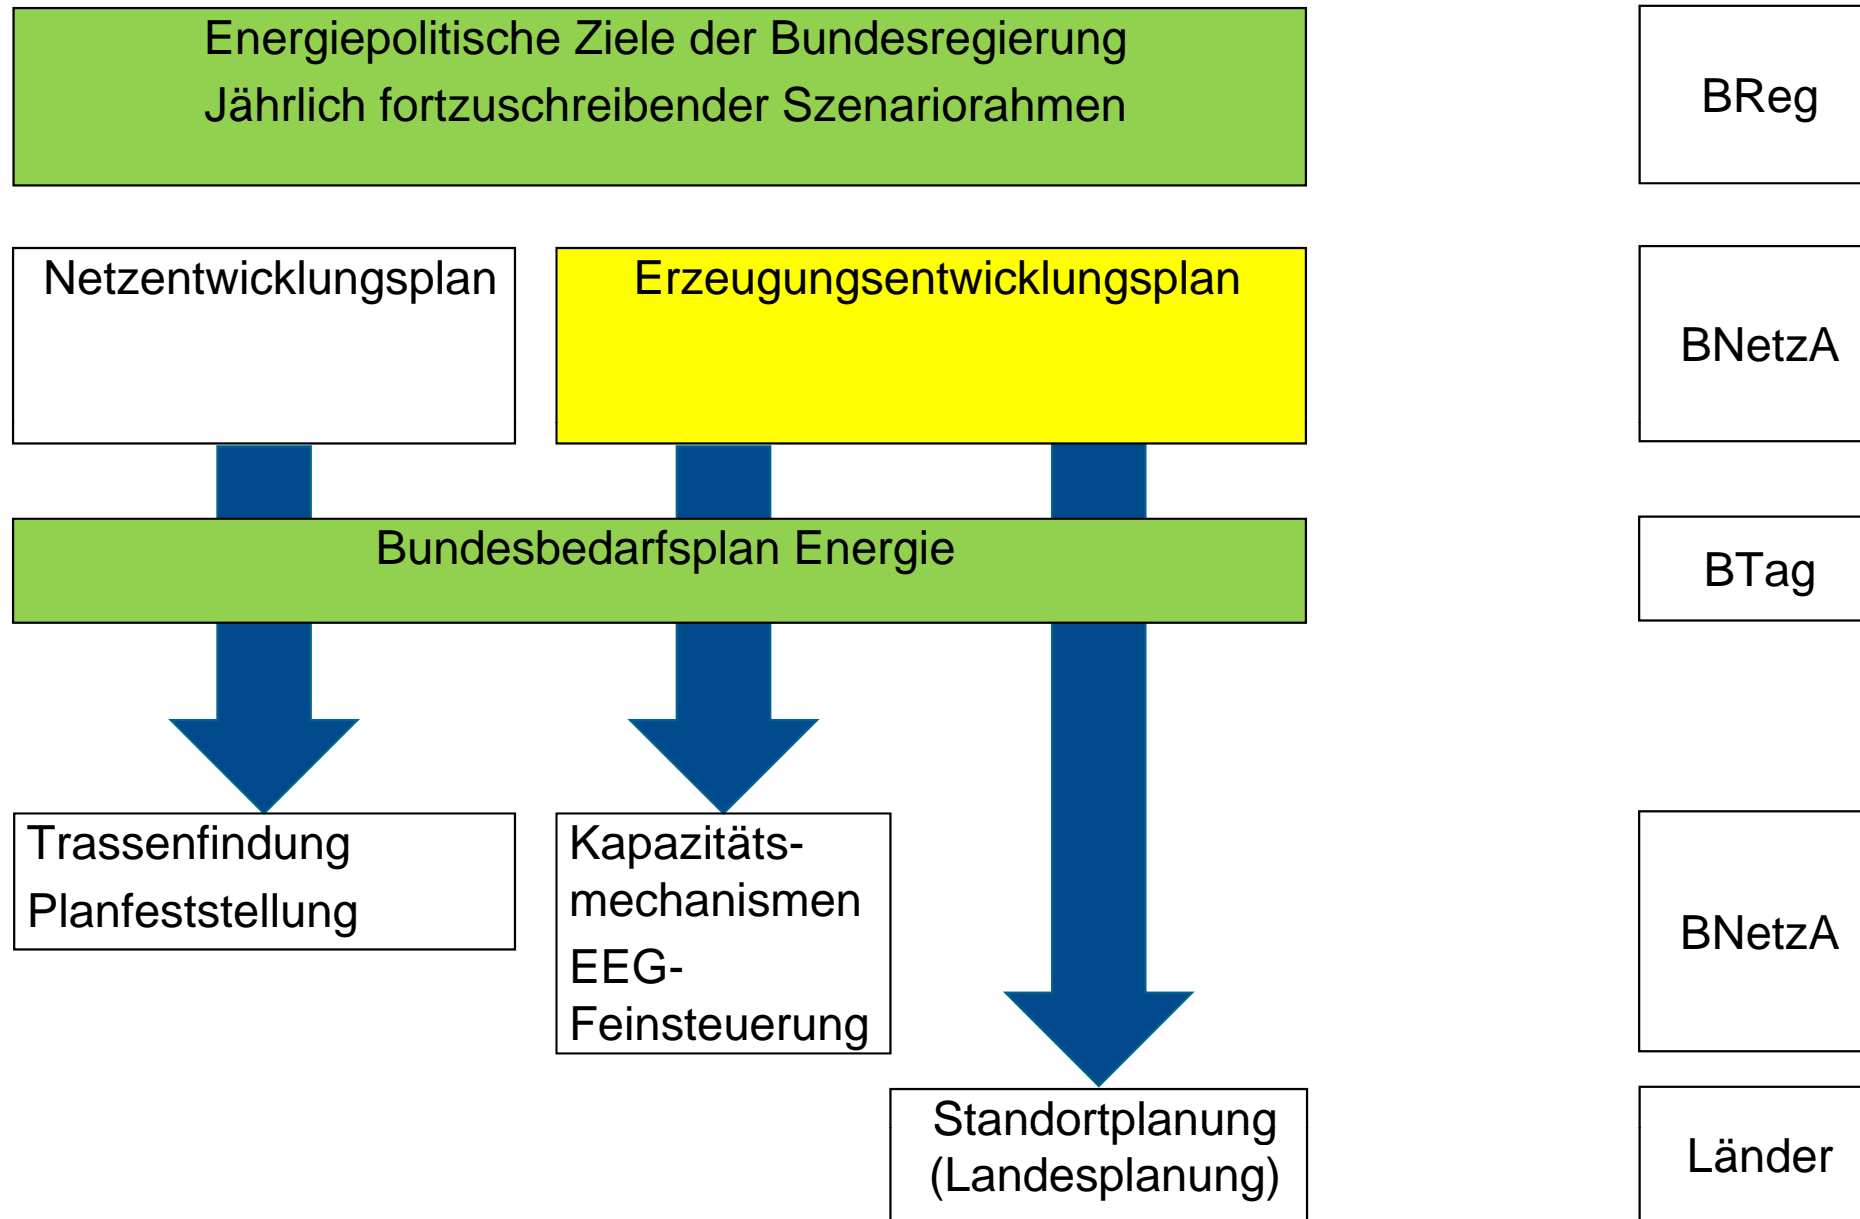 Energiepolitische Ziele der Bundesregierung
Jährlich fortzuschreibender Szenariorahmen
BReg
Netzentwicklungsplan
Erzeugungsentwicklungsplan
BNetzA
Bundesbedarfsplan Energie
BTag
Trassenfindung
Planfeststellung
Kapazitäts-
mechanismen
EEG-
Feinsteuerung
BNetzA
Standortplanung
(Landesplanung)
Länder